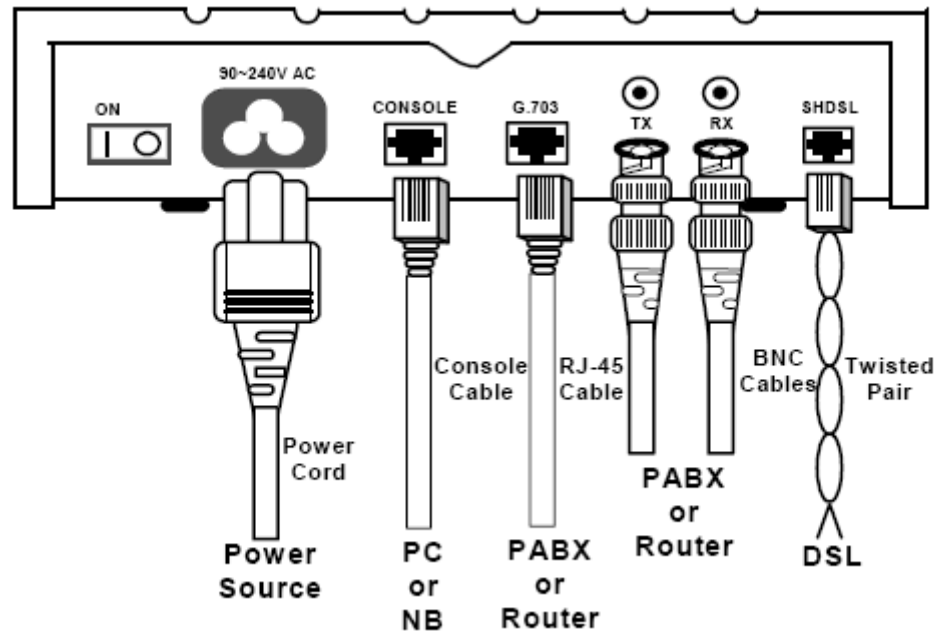 90~240V AC
ON
CONSOLE
G.703
TX
RX
SHDSL
Console
Cable
RJ-45
Cable
BNC
Cables
Twisted
Pair
Power
Cord
PABX
or
Router
Power
Source
PC
or
NB
PABX
or
Router
DSL